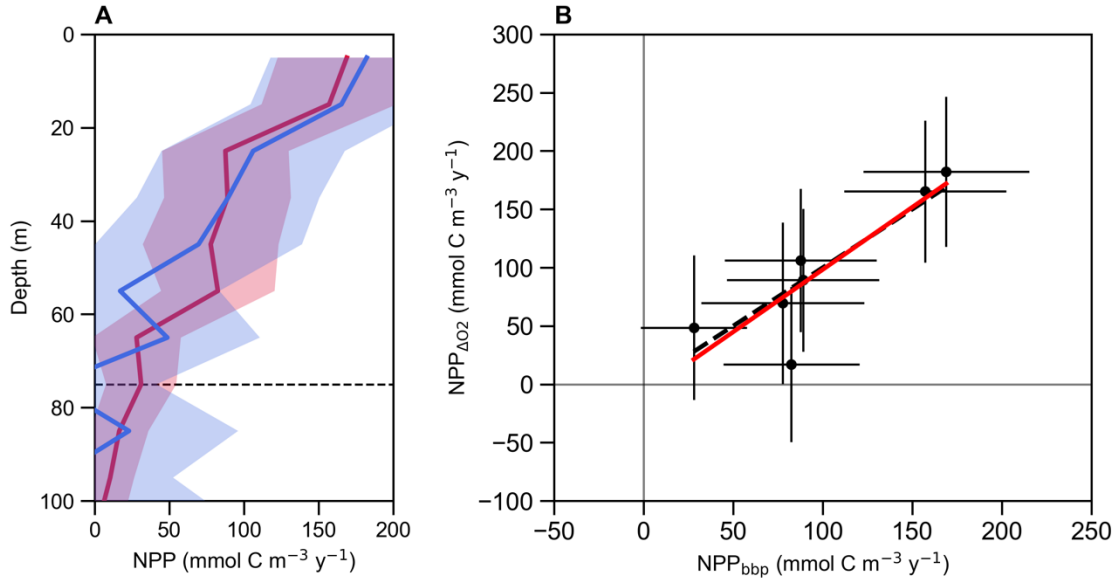 A
0
20
40
60
80
100
Depth (m)
0 50 100 150 200
NPP (mmol C m⁻³ y⁻¹)
B
300
250
200
150
100
50
0
−50
−100
NPP_ΔO2 (mmol C m⁻³ y⁻¹)
−50 0 50 100 150 200 250
NPP_bbp (mmol C m⁻³ y⁻¹)